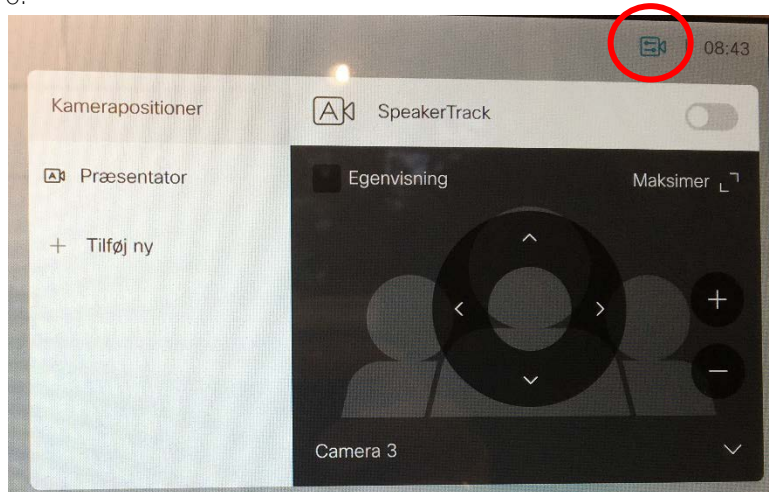 08:43
Kamerapositioner
SpeakerTrack
Præsentator
Egenvisning
Maksimer
+ Tilføj ny
+
−
Camera 3